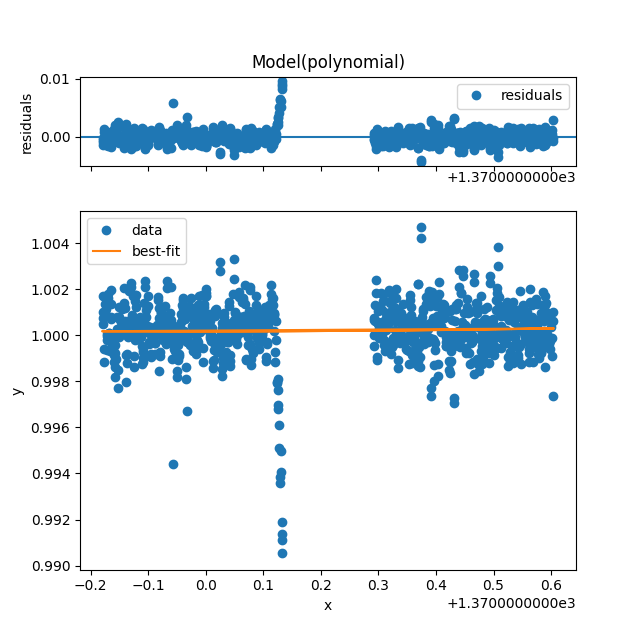 Model(polynomial)
0.01
0.00
residuals
residuals
+1.3700000000e3
data
best-fit
1.004
1.002
1.000
0.998
0.996
0.994
0.992
0.990
y
−0.2 −0.1 0.0 0.1 0.2 0.3 0.4 0.5 0.6
x
+1.3700000000e3